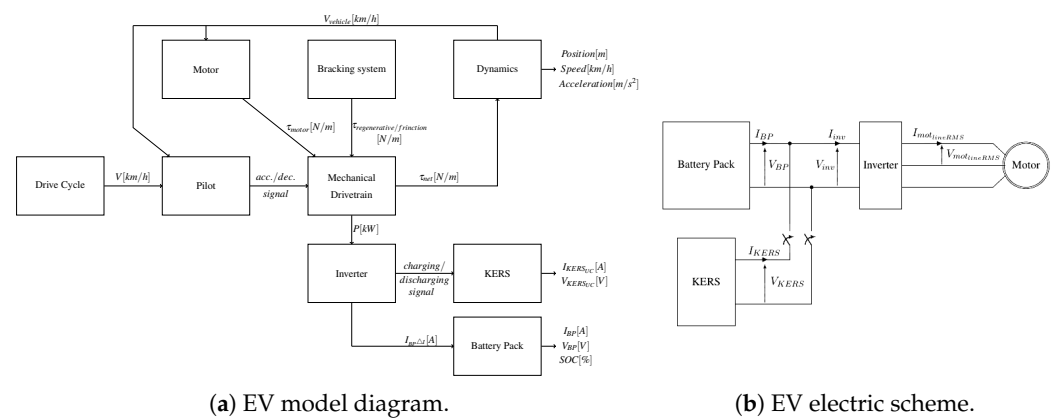 V_vehicle[km/h]
Motor
Bracking system
Dynamics
Position[m]
Speed[km/h]
Acceleration[m/s²]
τ_motor[N/m]
τ_regenerative/frinction
[N/m]
Drive Cycle
V[km/h]
Pilot
acc./dec.
signal
Mechanical
Drivetrain
τ_net[N/m]
P[kW]
Inverter
charging/
discharging
signal
KERS
I_KERS_UC[A]
V_KERS_UC[V]
I_BP△I[A]
Battery Pack
I_BP[A]
V_BP[V]
SOC[%]
(a) EV model diagram.
Battery Pack
I_BP
V_BP
I_inv
V_inv
Inverter
I_mot_lineRMS
V_mot_lineRMS
Motor
KERS
I_KERS
V_KERS
(b) EV electric scheme.